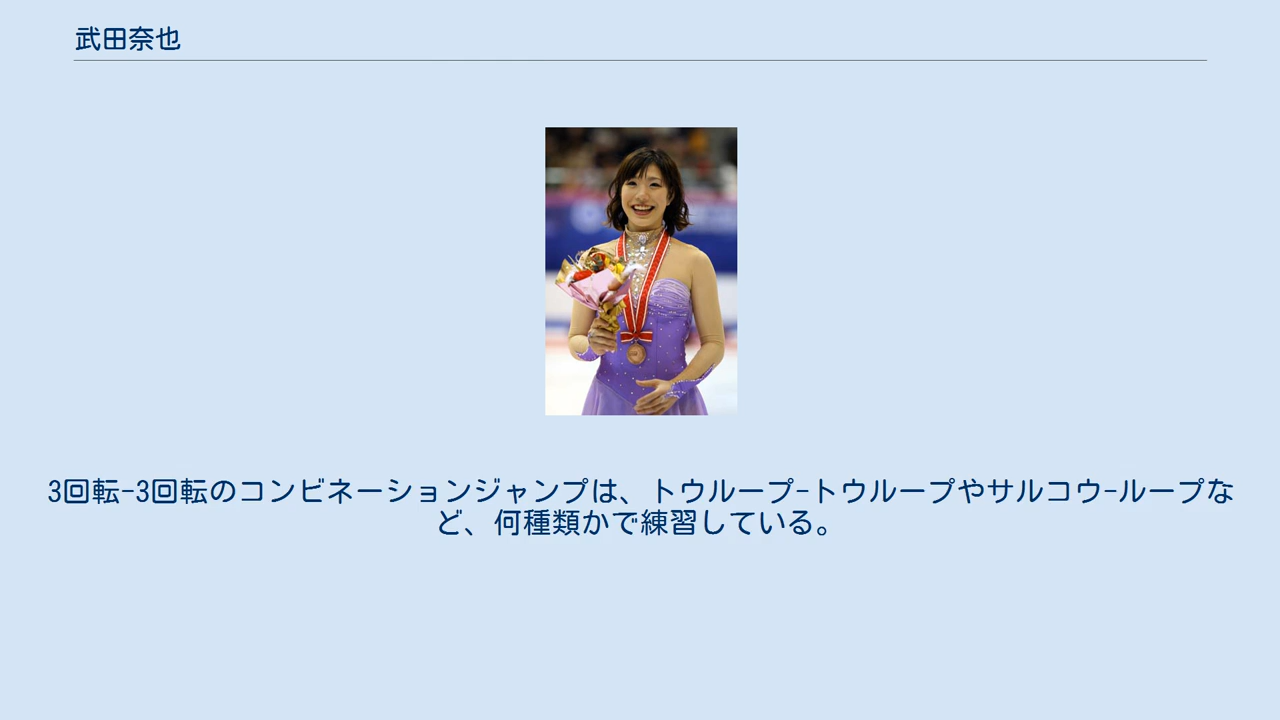 武田奈也
3回転-3回転のコンビネーションジャンプは、トウループ-トウループやサルコウ-ループな
ど、何種類かで練習している。